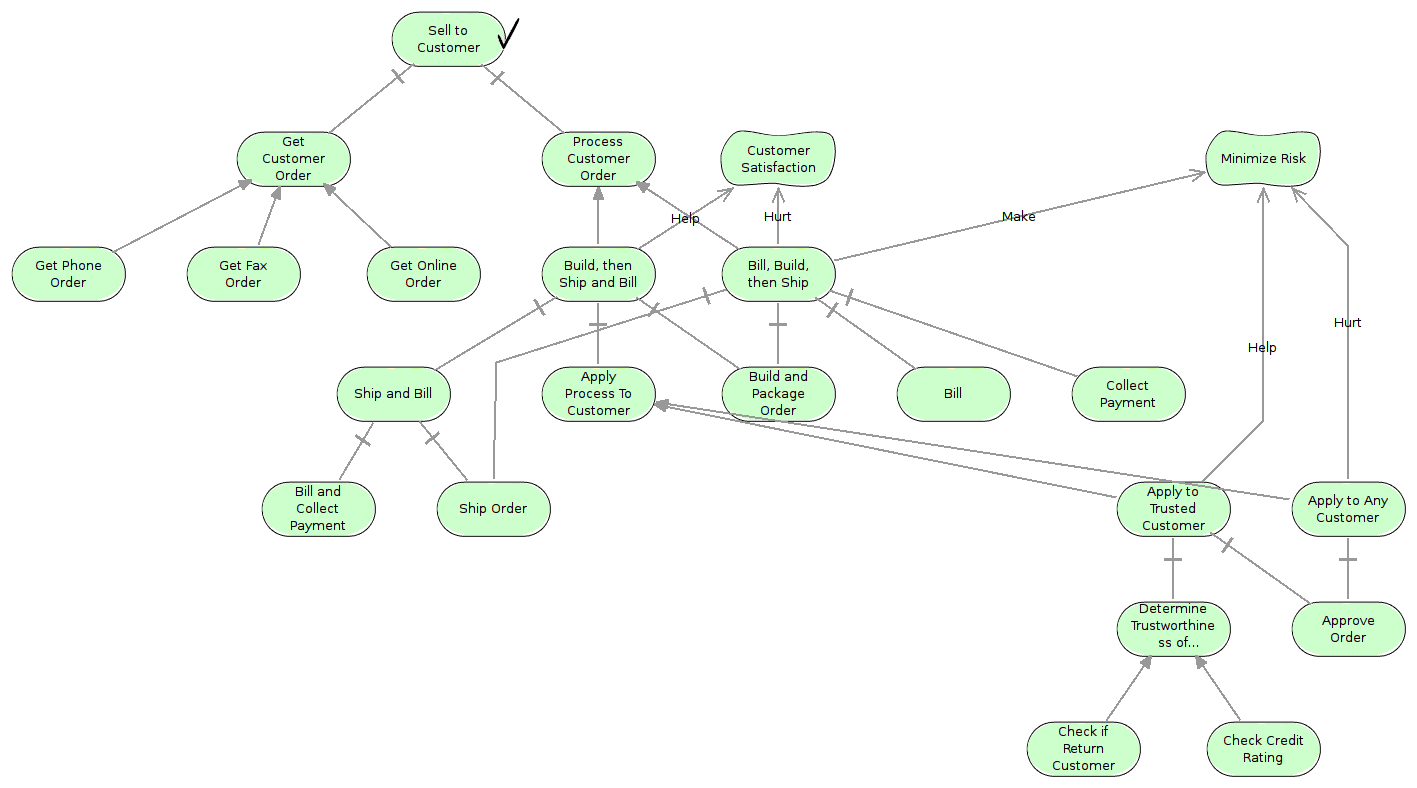 Sell to
Customer
Get
Customer
Order
Process
Customer
Order
Customer
Satisfaction
Minimize Risk
Help
Hurt
Make
Get Phone
Order
Get Fax
Order
Get Online
Order
Build, then
Ship and Bill
Bill, Build,
then Ship
Hurt
Help
Ship and Bill
Apply
Process To
Customer
Build and
Package
Order
Bill
Collect
Payment
Bill and
Collect
Payment
Ship Order
Apply to
Trusted
Customer
Apply to Any
Customer
Determine
Trustworthine
ss of...
Approve
Order
Check if
Return
Customer
Check Credit
Rating